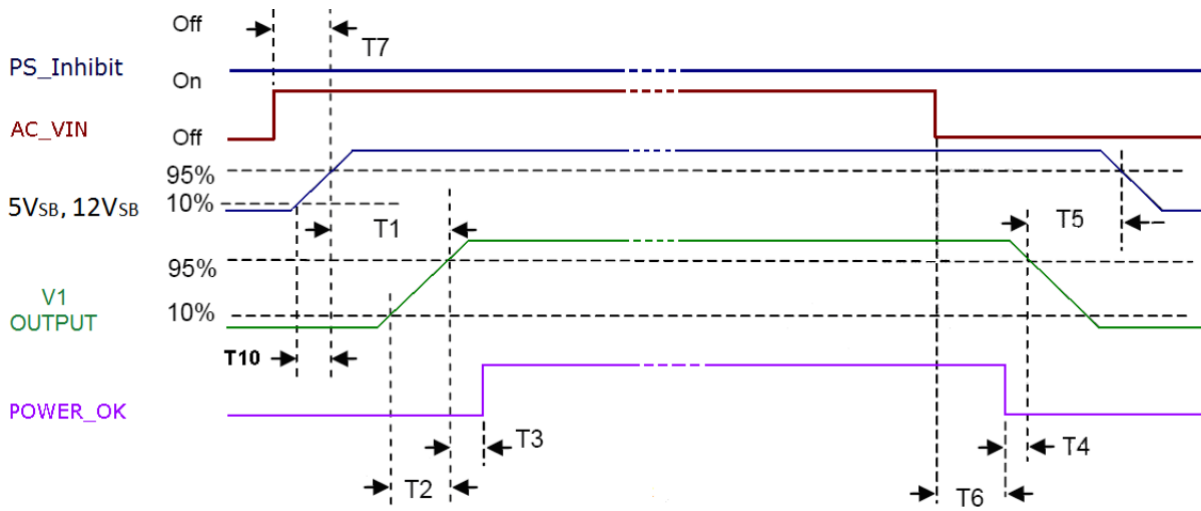 Off
T7
PS_Inhibit
On
AC_VIN
Off
95%
10%
5VSB, 12VSB
T1
T5
95%
V1
OUTPUT
10%
T10
POWER_OK
T3
T4
T2
T6